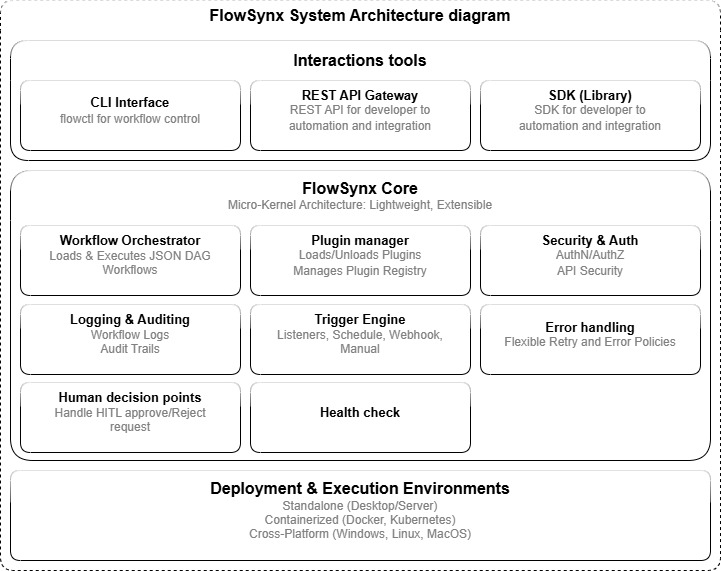 FlowSynx System Architecture diagram
Interactions tools
CLI Interface
flowctl for workflow control
REST API Gateway
REST API for developer to
automation and integration
SDK (Library)
SDK for developer to
automation and integration
FlowSynx Core
Micro-Kernel Architecture: Lightweight, Extensible
Workflow Orchestrator
Loads & Executes JSON DAG
Workflows
Plugin manager
Loads/Unloads Plugins
Manages Plugin Registry
Security & Auth
AuthN/AuthZ
API Security
Logging & Auditing
Workflow Logs
Audit Trails
Trigger Engine
Listeners, Schedule, Webhook,
Manual
Error handling
Flexible Retry and Error Policies
Human decision points
Handle HITL approve/Reject
request
Health check
Deployment & Execution Environments
Standalone (Desktop/Server)
Containerized (Docker, Kubernetes)
Cross-Platform (Windows, Linux, MacOS)